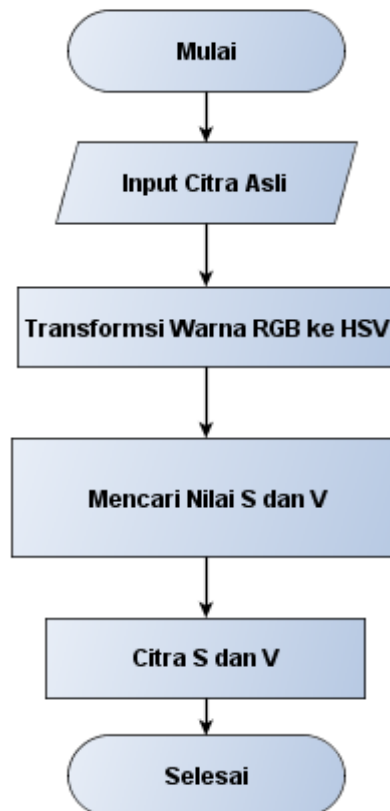 Mulai
Input Citra Asli
Transformsi Warna RGB ke HSV
Mencari Nilai S dan V
Citra S dan V
Selesai